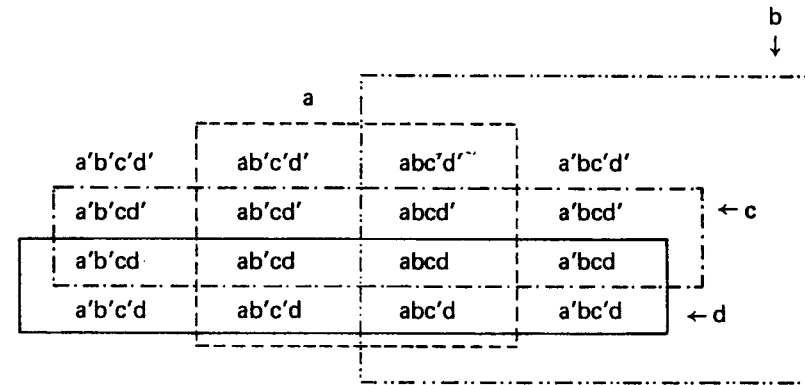 b
↓
a
a'b'c'd' ab'c'd' abc'd' a'bc'd'
a'b'cd' ab'cd' abcd' a'bcd'
← c
a'b'cd ab'cd abcd a'bcd
a'b'c'd ab'c'd abc'd a'bc'd
← d